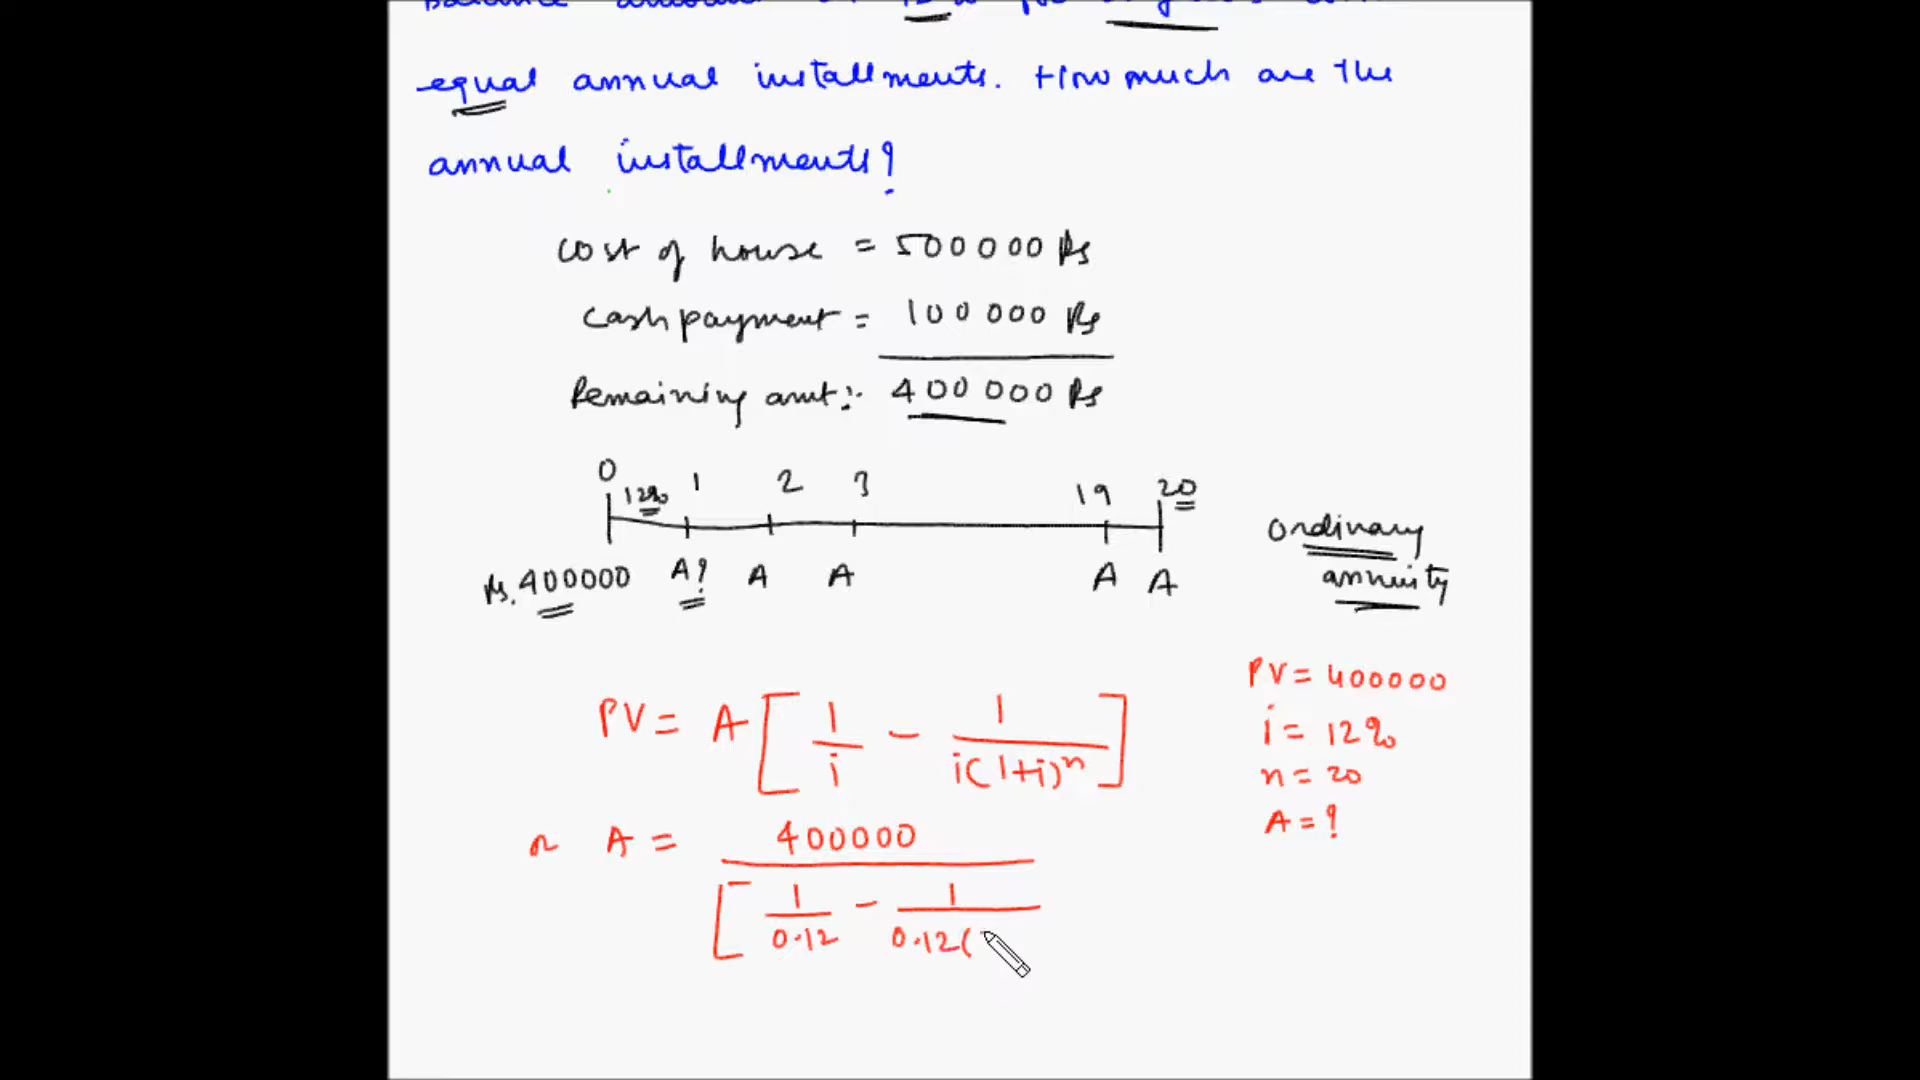 equal annual installments. How much are the
annual installments?
cost of house = 500000 Rs
cash payment = 100000 Rs
Remaining amt:- 400000 Rs
0 12% 1 2 3 19 20
Rs. 400000 A? A A A A
ordinary
annuity
PV = A [ 1/i - 1/i(1+i)^n ]
PV = 400000
i = 12%
n = 20
A = ?
A = 400000
[ 1/0.12 - 1/0.12(